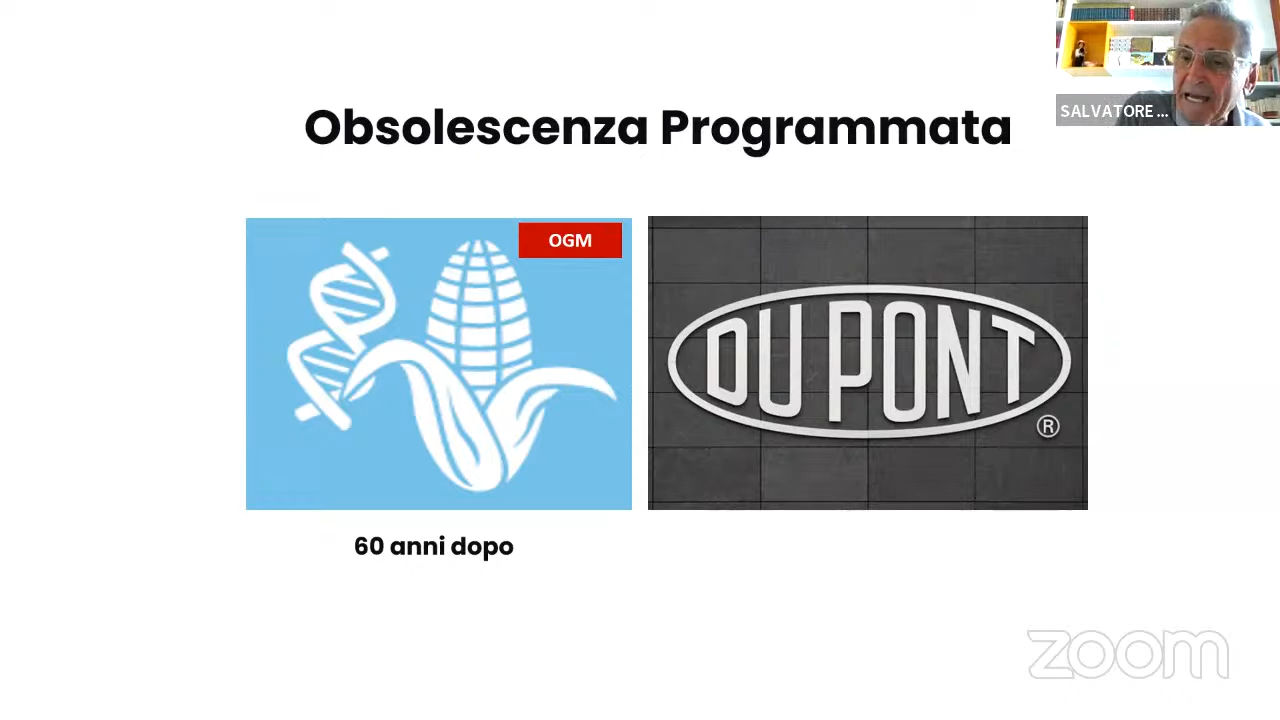 SALVATORE ...
Obsolescenza Programmata
OGM
DU PONT
®
60 anni dopo
zoom